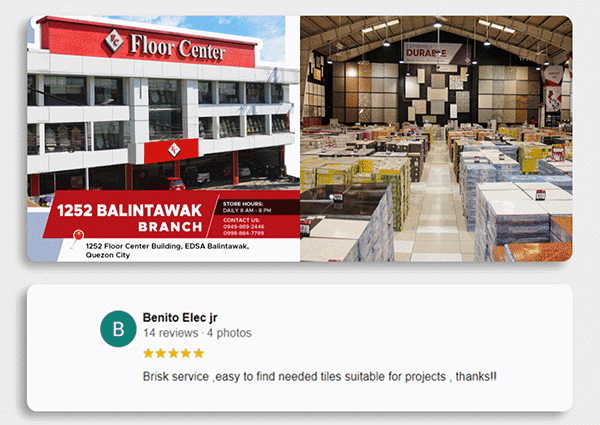 FC Floor Center
FC
1252 BALINTAWAK
BRANCH
STORE HOURS:
DAILY 8 AM - 8 PM
CONTACT US:
0949-889-2446
0998-884-7789
1252 Floor Center Building, EDSA Balintawak,
Quezon City
DURABLE
B
Benito Elec jr
14 reviews · 4 photos
Brisk service ,easy to find needed tiles suitable for projects , thanks!!